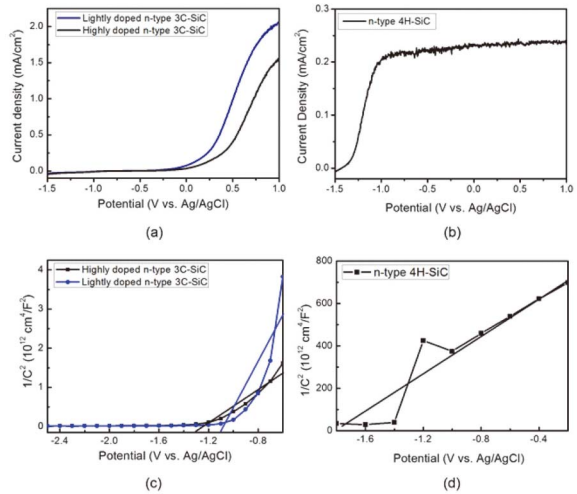 Lightly doped n-type 3C-SiC
Highly doped n-type 3C-SiC
Current density (mA/cm²)
2.0
1.5
1.0
0.5
0.0
-1.5 -1.0 -0.5 0.0 0.5 1.0
Potential (V vs. Ag/AgCl)
(a)
n-type 4H-SiC
Current Density (mA/cm²)
0.3
0.2
0.1
0.0
-1.5 -1.0 -0.5 0.0 0.5 1.0
Potential (V vs. Ag/AgCl)
(b)
Highly doped n-type 3C-SiC
Lightly doped n-type 3C-SiC
1/C² (10¹² cm⁴/F²)
4
3
2
1
0
-2.4 -2.0 -1.6 -1.2 -0.8
Potential (V vs. Ag/AgCl)
(c)
n-type 4H-SiC
1/C² (10¹² cm⁴/F²)
800
600
400
200
0
-1.6 -1.2 -0.8 -0.4
Potential (V vs. Ag/AgCl)
(d)